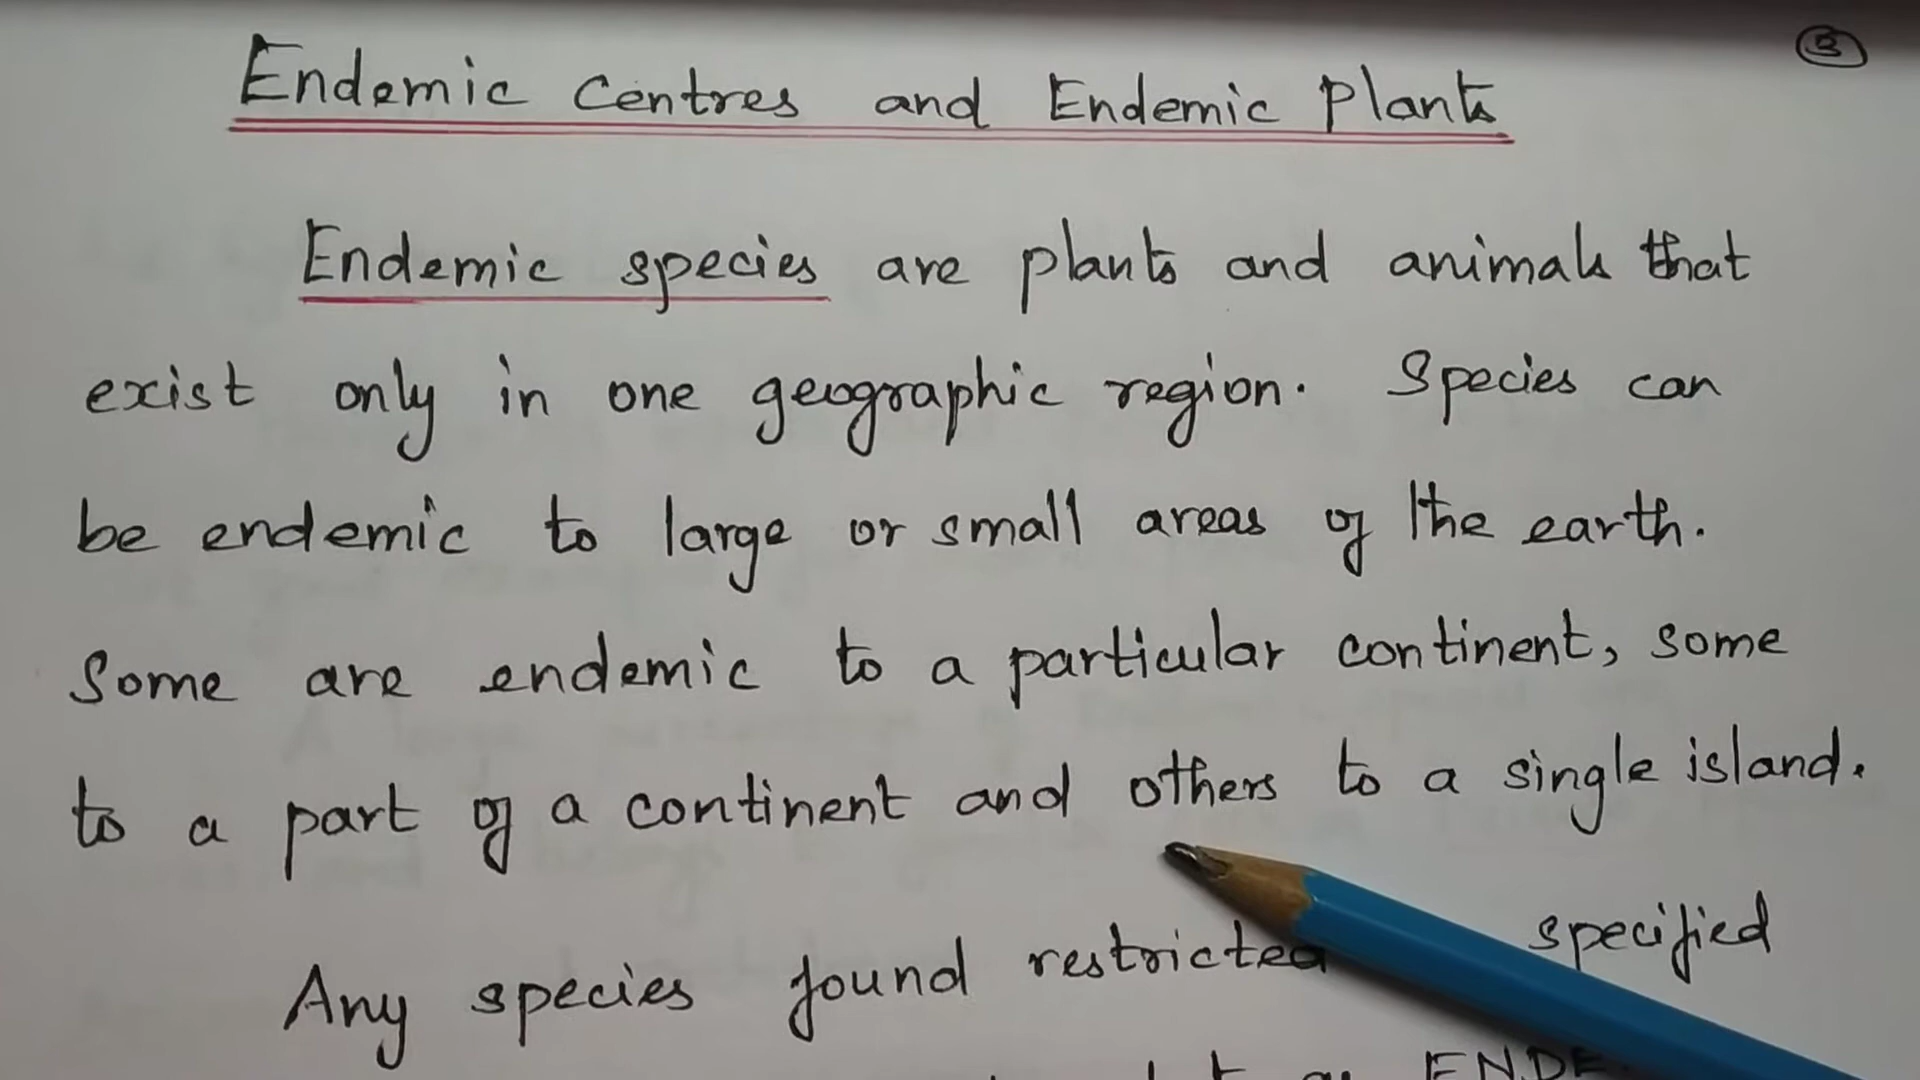 3
Endemic Centres and Endemic Plants
Endemic species are plants and animals that
exist only in one geographic region. Species can
be endemic to large or small areas of the earth.
Some are endemic to a particular continent, some
to a part of a continent and others to a single island.
Any species found restricted specified